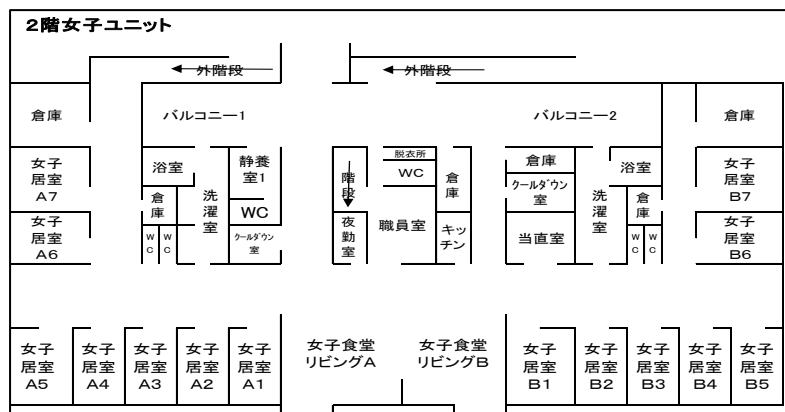 2階女子ユニット
外階段
外階段
倉庫
バルコニー1
バルコニー2
倉庫
女子
居室
A7
浴室
静養
室1
階段
脱衣所
WC
倉庫
倉庫
クールダウン
室
浴室
女子
居室
B7
倉庫
洗濯室
WC
洗濯室
倉庫
女子
居室
A6
WC
WC
クールダウン
室
夜勤室
職員室
キッ
チン
当直室
WC
WC
女子
居室
B6
女子
居室
A5
女子
居室
A4
女子
居室
A3
女子
居室
A2
女子
居室
A1
女子食堂
リビングA
女子食堂
リビングB
女子
居室
B1
女子
居室
B2
女子
居室
B3
女子
居室
B4
女子
居室
B5